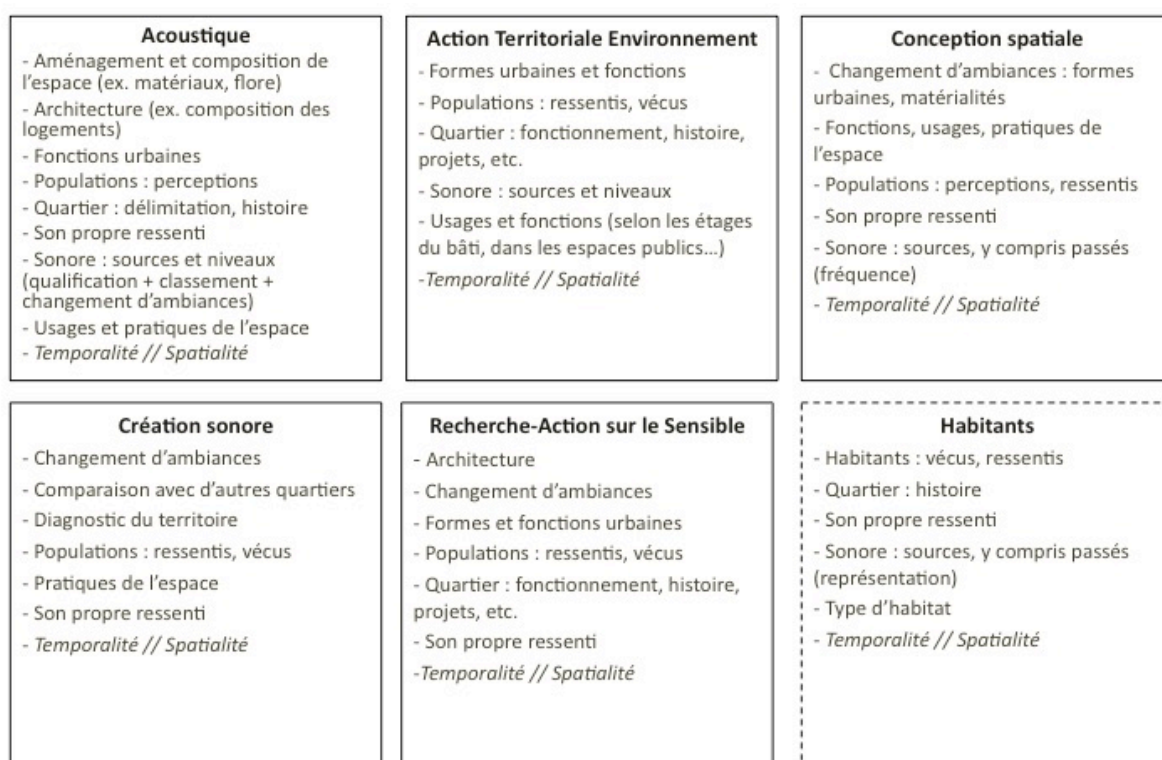 Acoustique
- Aménagement et composition de
l'espace (ex. matériaux, flore)
- Architecture (ex. composition des
logements)
- Fonctions urbaines
- Populations : perceptions
- Quartier : délimitation, histoire
- Son propre ressenti
- Sonore : sources et niveaux
(qualification + classement +
changement d'ambiances)
- Usages et pratiques de l'espace
- Temporalité // Spatialité
Action Territoriale Environnement
- Formes urbaines et fonctions
- Populations : ressentis, vécus
- Quartier : fonctionnement, histoire,
projets, etc.
- Sonore : sources et niveaux
- Usages et fonctions (selon les étages
du bâti, dans les espaces publics...)
-Temporalité // Spatialité
Conception spatiale
- Changement d'ambiances : formes
urbaines, matérialités
- Fonctions, usages, pratiques de
l'espace
- Populations : perceptions, ressentis
- Son propre ressenti
- Sonore : sources, y compris passés
(fréquence)
- Temporalité // Spatialité
Création sonore
- Changement d'ambiances
- Comparaison avec d'autres quartiers
- Diagnostic du territoire
- Populations : ressentis, vécus
- Pratiques de l'espace
- Son propre ressenti
- Temporalité // Spatialité
Recherche-Action sur le Sensible
- Architecture
- Changement d'ambiances
- Formes et fonctions urbaines
- Populations : ressentis, vécus
- Quartier : fonctionnement, histoire,
projets, etc.
- Son propre ressenti
-Temporalité // Spatialité
Habitants
- Habitants : vécus, ressentis
- Quartier : histoire
- Son propre ressenti
- Sonore : sources, y compris passés
(représentation)
- Type d'habitat
- Temporalité // Spatialité